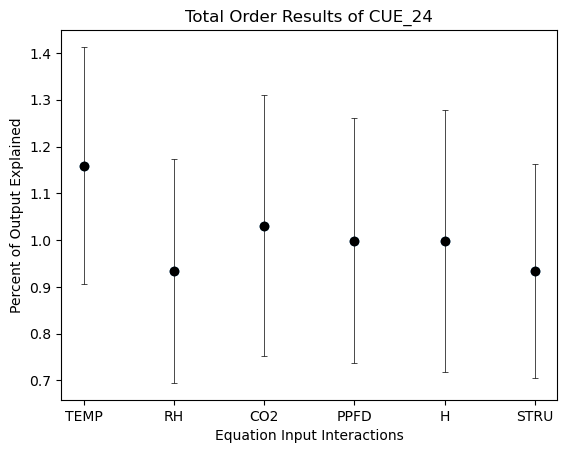 Total Order Results of CUE_24
Percent of Output Explained
1.4
1.3
1.2
1.1
1.0
0.9
0.8
0.7
TEMP RH CO2 PPFD H STRU
Equation Input Interactions